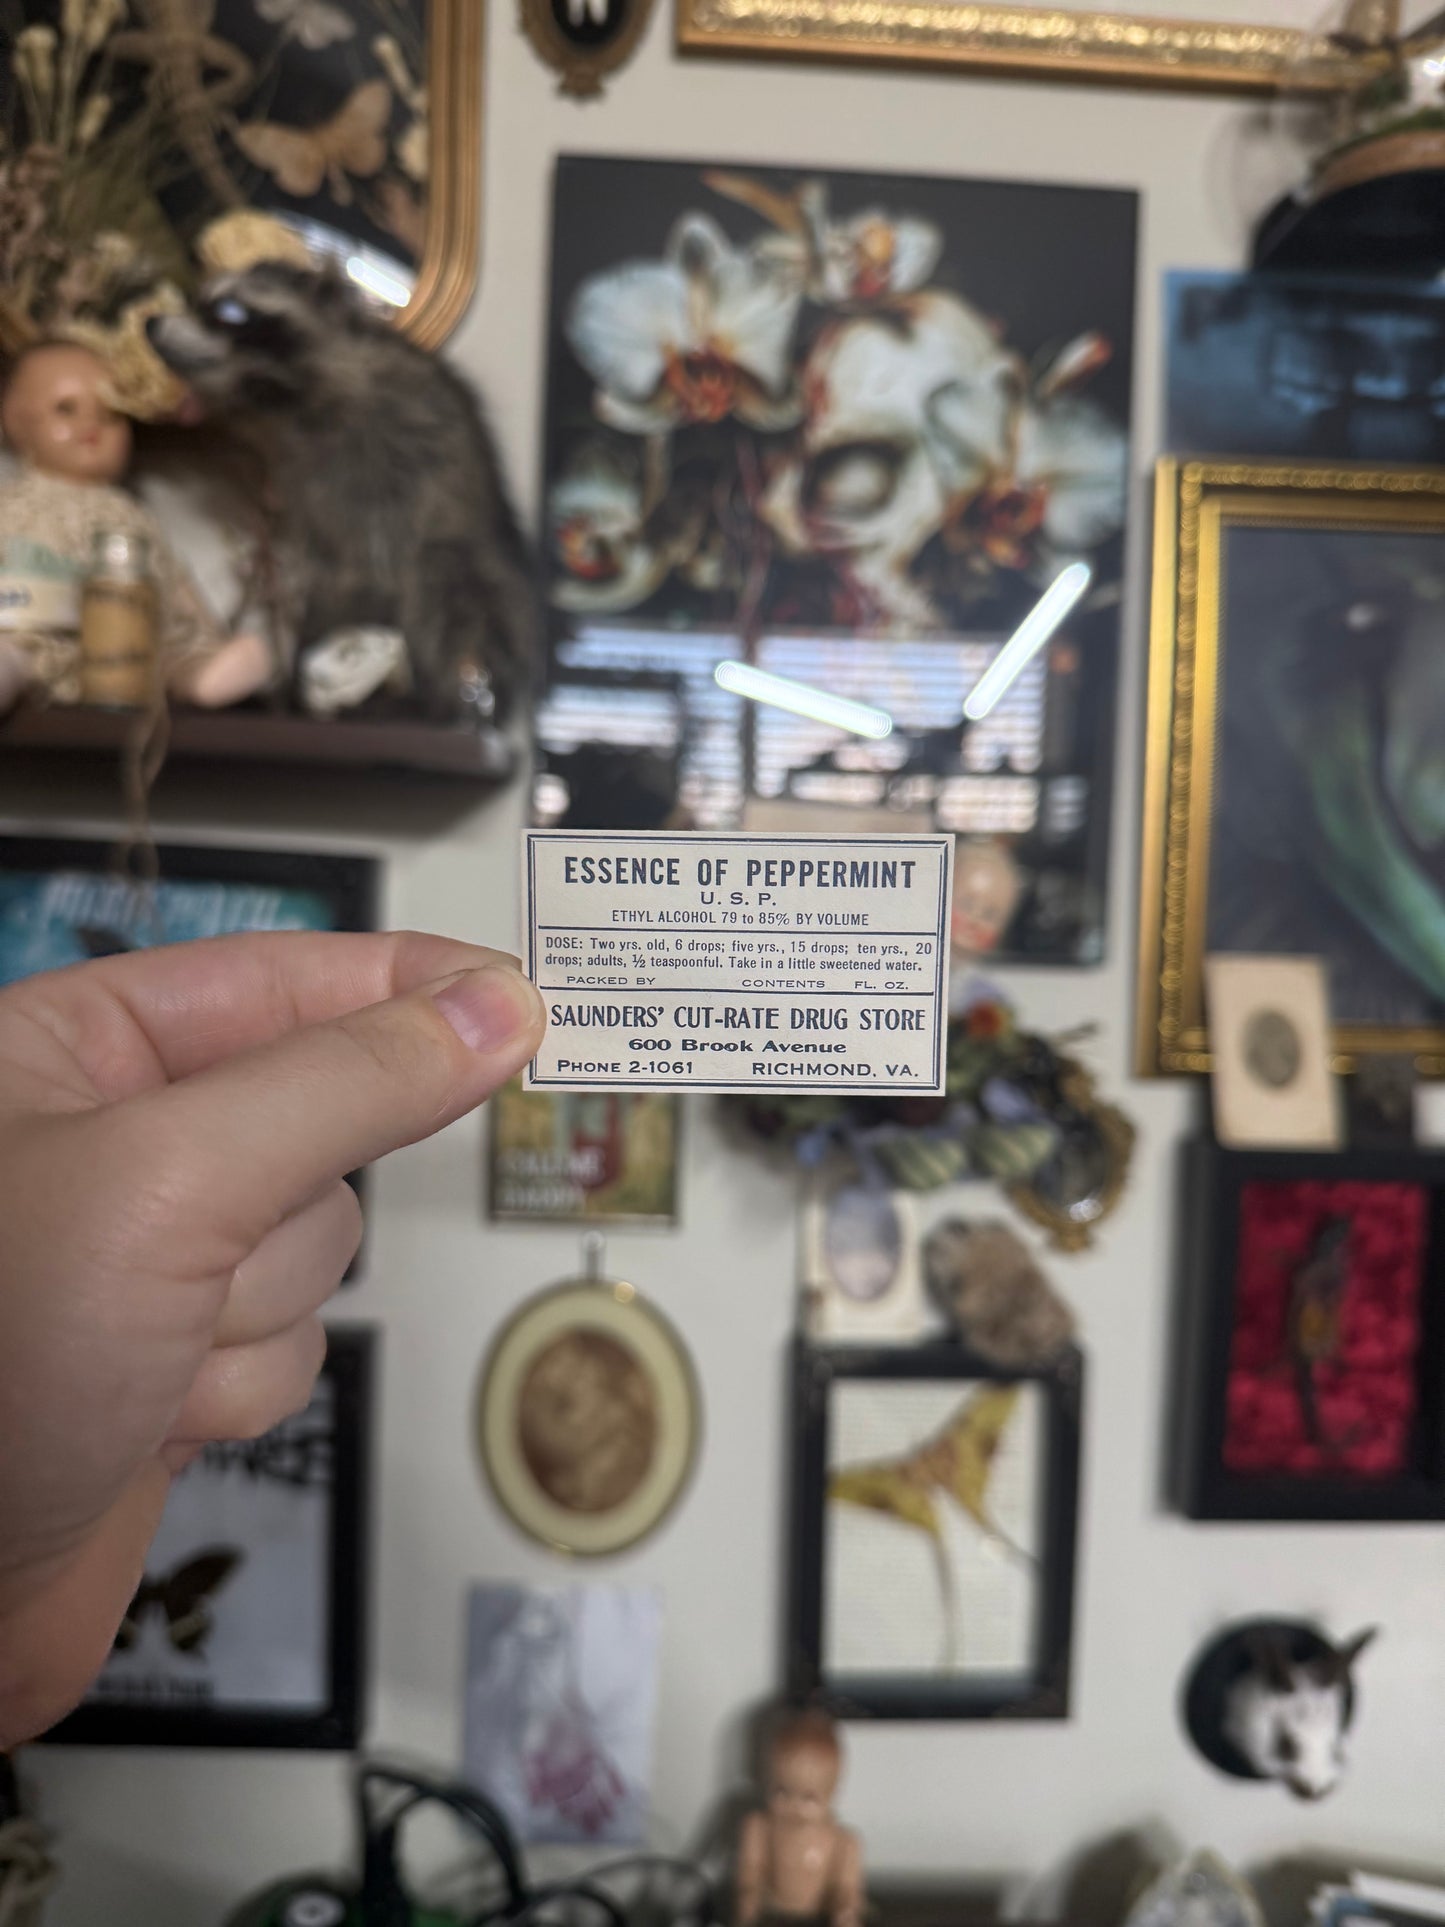 N
ESSENCE OF PEPPERMINT
U. S. P.
ETHYL ALCOHOL 79 to 85% BY VOLUME
DOSE: Two yrs. old, 6 drops; five yrs., 15 drops; ten yrs., 20
drops; adults, ½ teaspoonful. Take in a little sweetened water.
PACKED BY CONTENTS FL. OZ.
SAUNDERS' CUT-RATE DRUG STORE
600 Brook Avenue
PHONE 2-1061 RICHMOND, VA.